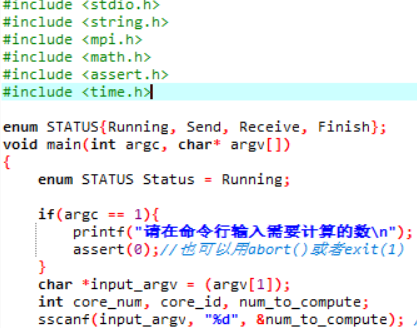 #include <stdio.h>
#include <string.h>
#include <mpi.h>
#include <math.h>
#include <assert.h>
#include <time.h>
enum STATUS{Running, Send, Receive, Finish};
void main(int argc, char* argv[])
{
enum STATUS Status = Running;
if(argc == 1){
printf("请在命令行输入需要计算的数\n");
assert(0);//也可以用abort()或者exit(1)
}
char *input_argv = (argv[1]);
int core_num, core_id, num_to_compute;
sscanf(input_argv, "%d", &num_to_compute);